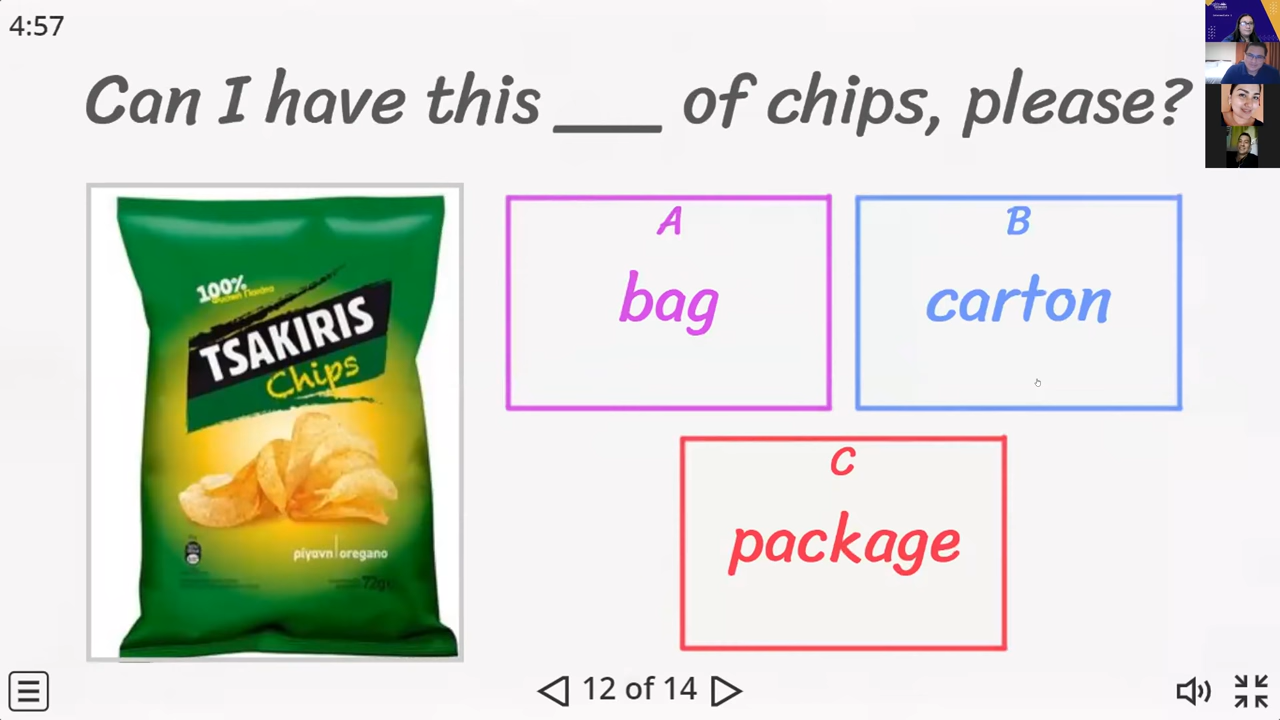 4:57
Can I have this ___ of chips, please?
100%
TSAKIRIS
Chips
ρίγανη | oregano
72g
A
bag
B
carton
C
package
12 of 14